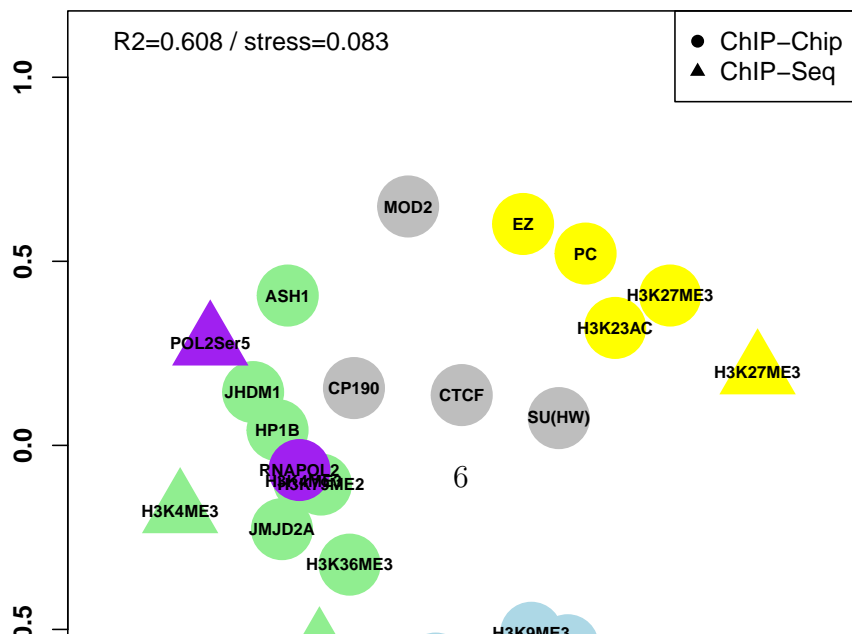 R2=0.608 / stress=0.083
ChIP−Chip
ChIP−Seq
1.0
MOD2
EZ
PC
0.5
ASH1
H3K27ME3
H3K23AC
POL2Ser5
H3K27ME3
JHDM1
CP190
CTCF
SU(HW)
HP1B
0.0
RNAPOL2
H3K79ME2
6
H3K4ME3
JMJD2A
H3K36ME3
0.5
H3K9ME3